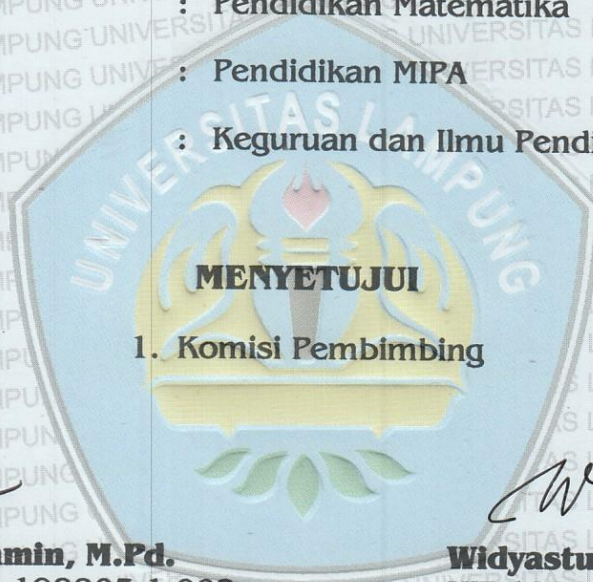 : Pendidikan Matematika
: Pendidikan MIPA
: Keguruan dan Ilmu Pendi
UNIVERSITAS LAMPUNG
MENYETUJUI
1. Komisi Pembimbing
amin, M.Pd.
Widyastu